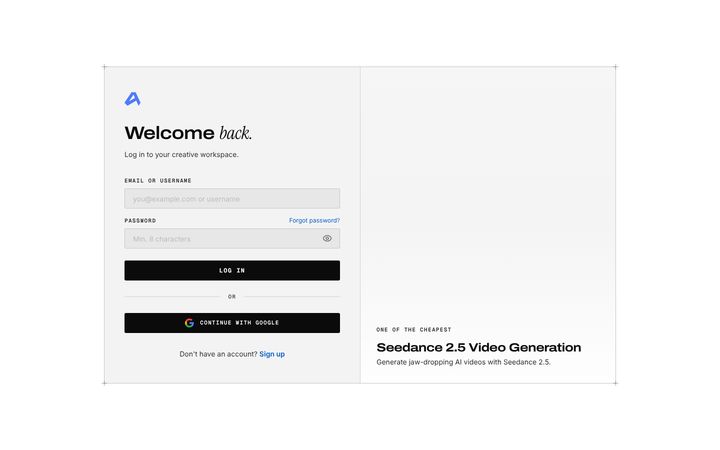 Welcome back.
Log in to your creative workspace.
EMAIL OR USERNAME
you@example.com or username
PASSWORD
Forgot password?
Min. 8 characters
LOG IN
OR
CONTINUE WITH GOOGLE
Don't have an account? Sign up
ONE OF THE CHEAPEST
Seedance 2.5 Video Generation
Generate jaw-dropping AI videos with Seedance 2.5.